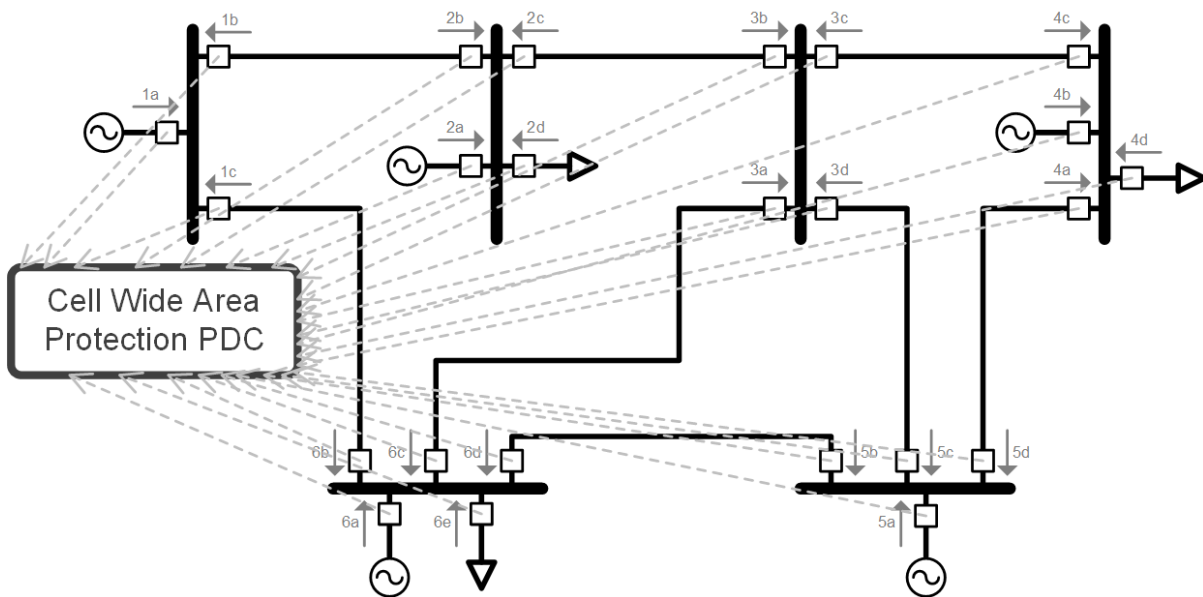 1b
2b
2c
3b
3c
4c
1a
4b
2a
2d
4d
1c
3a
3d
4a
Cell Wide Area
Protection PDC
6b
6c
6d
5b
5c
5d
6a
6e
5a